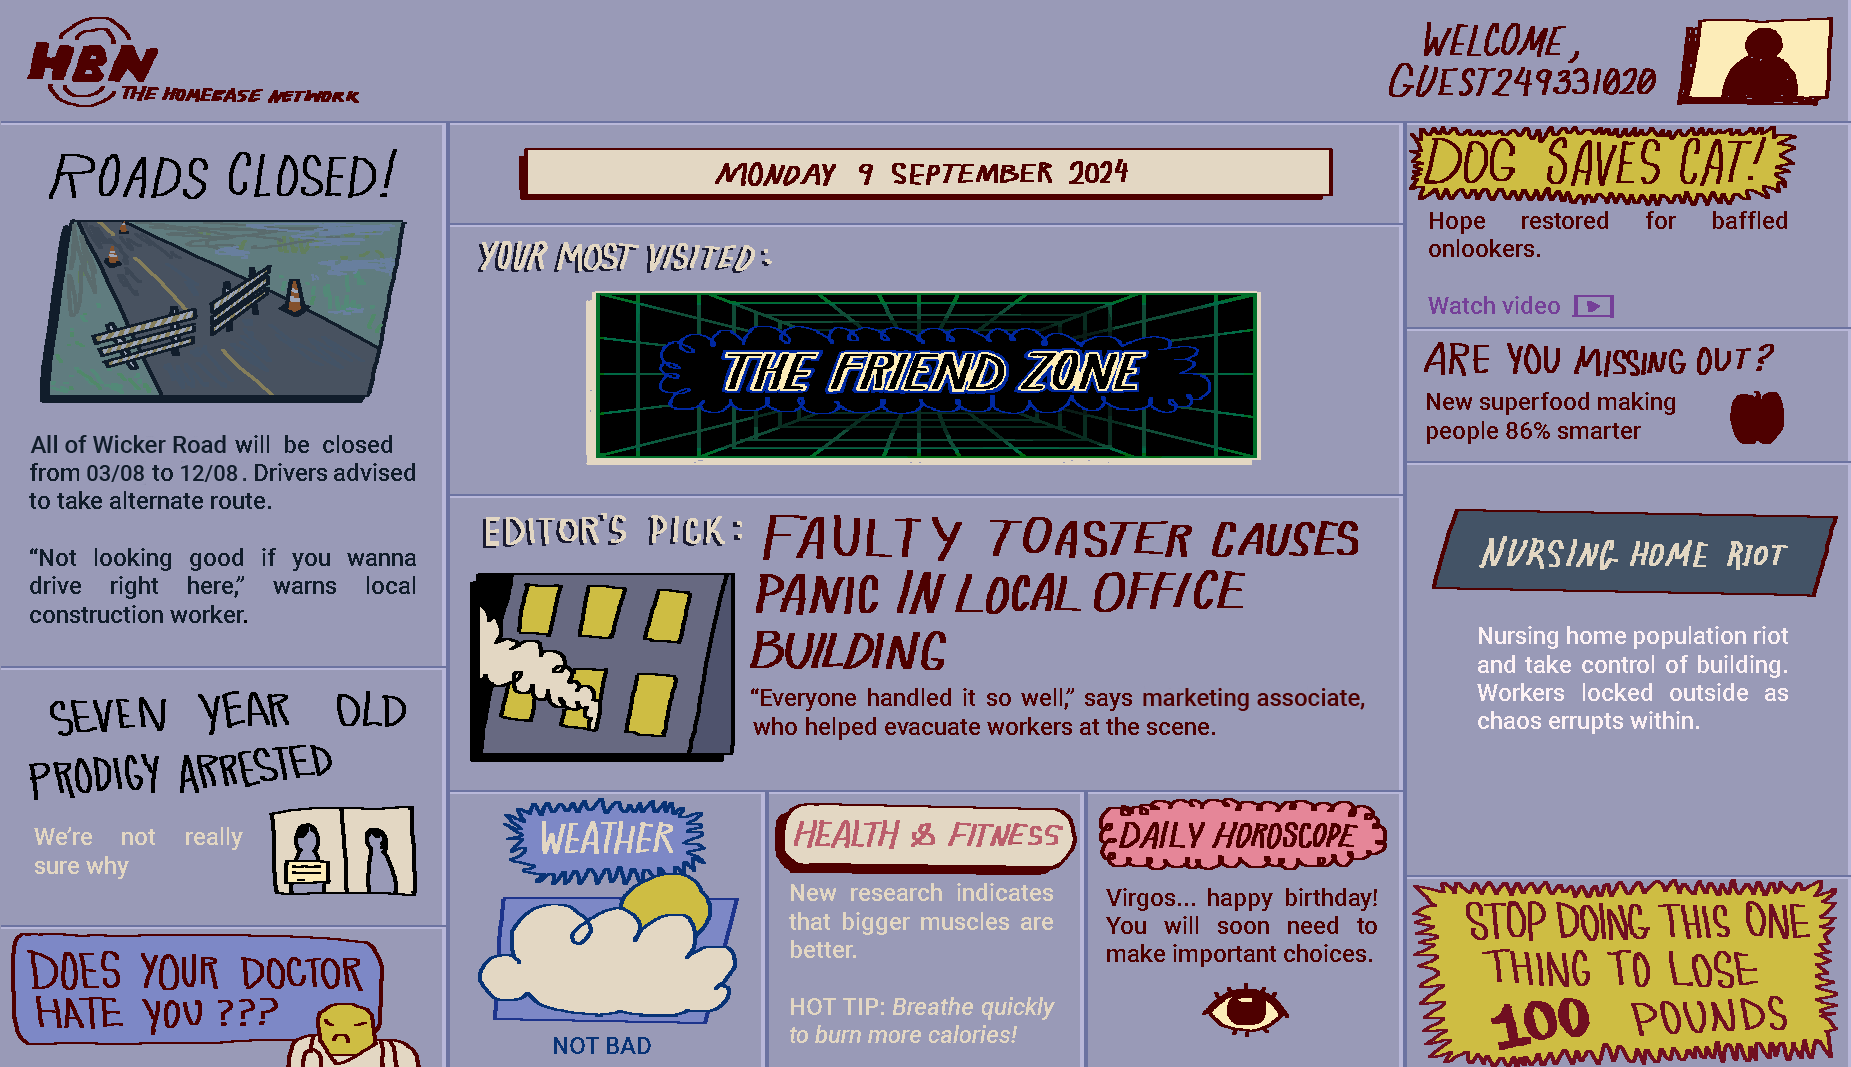 HBN
THE HOMEBASE NETWORK
WELCOME,
GUEST249331020
ROADS CLOSED!
All of Wicker Road will be closed
from 03/08 to 12/08. Drivers advised
to take alternate route.
“Not looking good if you wanna
drive right here,” warns local
construction worker.
SEVEN YEAR OLD
PRODIGY ARRESTED
We’re not really
sure why
DOES YOUR DOCTOR
HATE YOU ???
MONDAY 9 SEPTEMBER 2024
YOUR MOST VISITED:
THE FRIEND ZONE
EDITOR'S PICK:
FAULTY TOASTER CAUSES
PANIC IN LOCAL OFFICE
BUILDING
“Everyone handled it so well,” says marketing associate,
who helped evacuate workers at the scene.
WEATHER
NOT BAD
HEALTH & FITNESS
New research indicates
that bigger muscles are
better.
HOT TIP: Breathe quickly
to burn more calories!
DAILY HOROSCOPE
Virgos... happy birthday!
You will soon need to
make important choices.
DOG SAVES CAT!
Hope restored for baffled
onlookers.
Watch video
ARE YOU MISSING OUT?
New superfood making
people 86% smarter
NURSING HOME RIOT
Nursing home population riot
and take control of building.
Workers locked outside as
chaos errupts within.
STOP DOING THIS ONE
THING TO LOSE
100 POUNDS